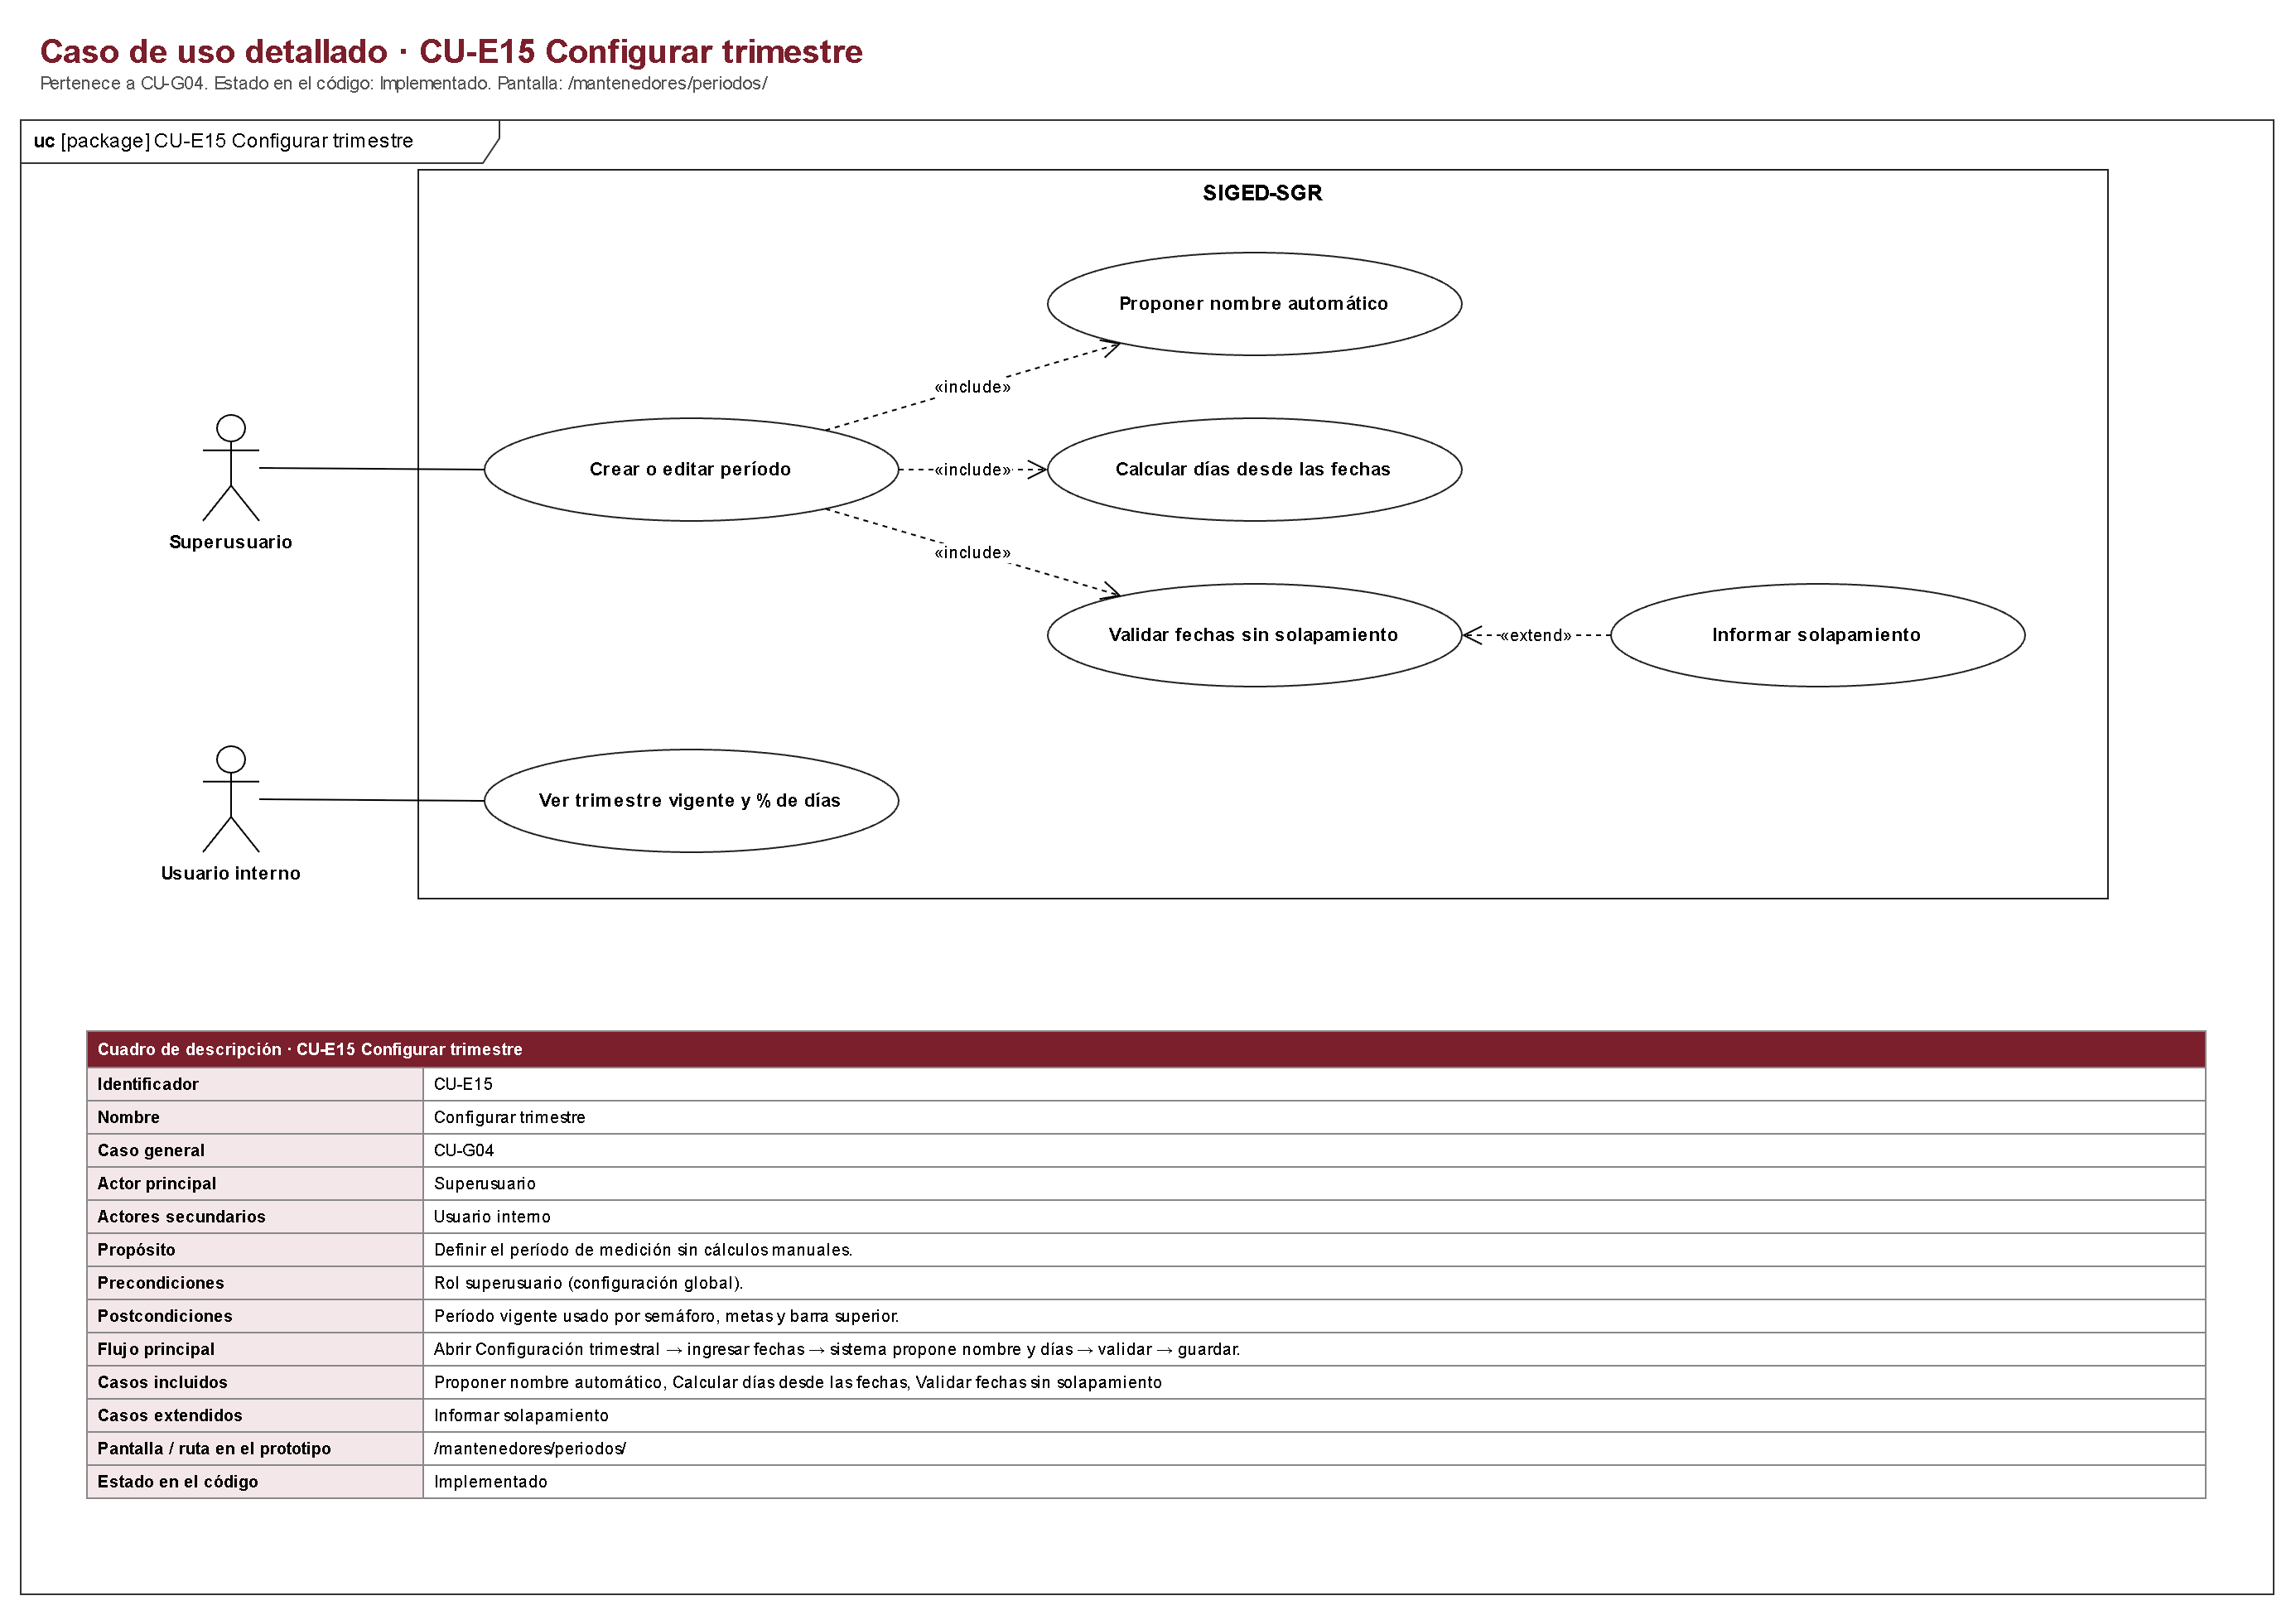 Caso de uso detallado · CU-E15 Configurar trimestre
Pertenece a CU-G04. Estado en el código: Implementado. Pantalla: /mantenedores/periodos/
uc [package] CU-E15 Configurar trimestre
SIGED-SGR
Proponer nombre automático
«include»
Crear o editar período
«include»
Calcular días desde las fechas
Superusuario
«include»
Validar fechas sin solapamiento
«extend»
Informar solapamiento
Ver trimestre vigente y % de días
Usuario interno
Cuadro de descripción · CU-E15 Configurar trimestre
Identificador CU-E15
Nombre Configurar trimestre
Caso general CU-G04
Actor principal Superusuario
Actores secundarios Usuario interno
Propósito Definir el período de medición sin cálculos manuales.
Precondiciones Rol superusuario (configuración global).
Postcondiciones Período vigente usado por semáforo, metas y barra superior.
Flujo principal Abrir Configuración trimestral → ingresar fechas → sistema propone nombre y días → validar → guardar.
Casos incluidos Proponer nombre automático, Calcular días desde las fechas, Validar fechas sin solapamiento
Casos extendidos Informar solapamiento
Pantalla / ruta en el prototipo /mantenedores/periodos/
Estado en el código Implementado